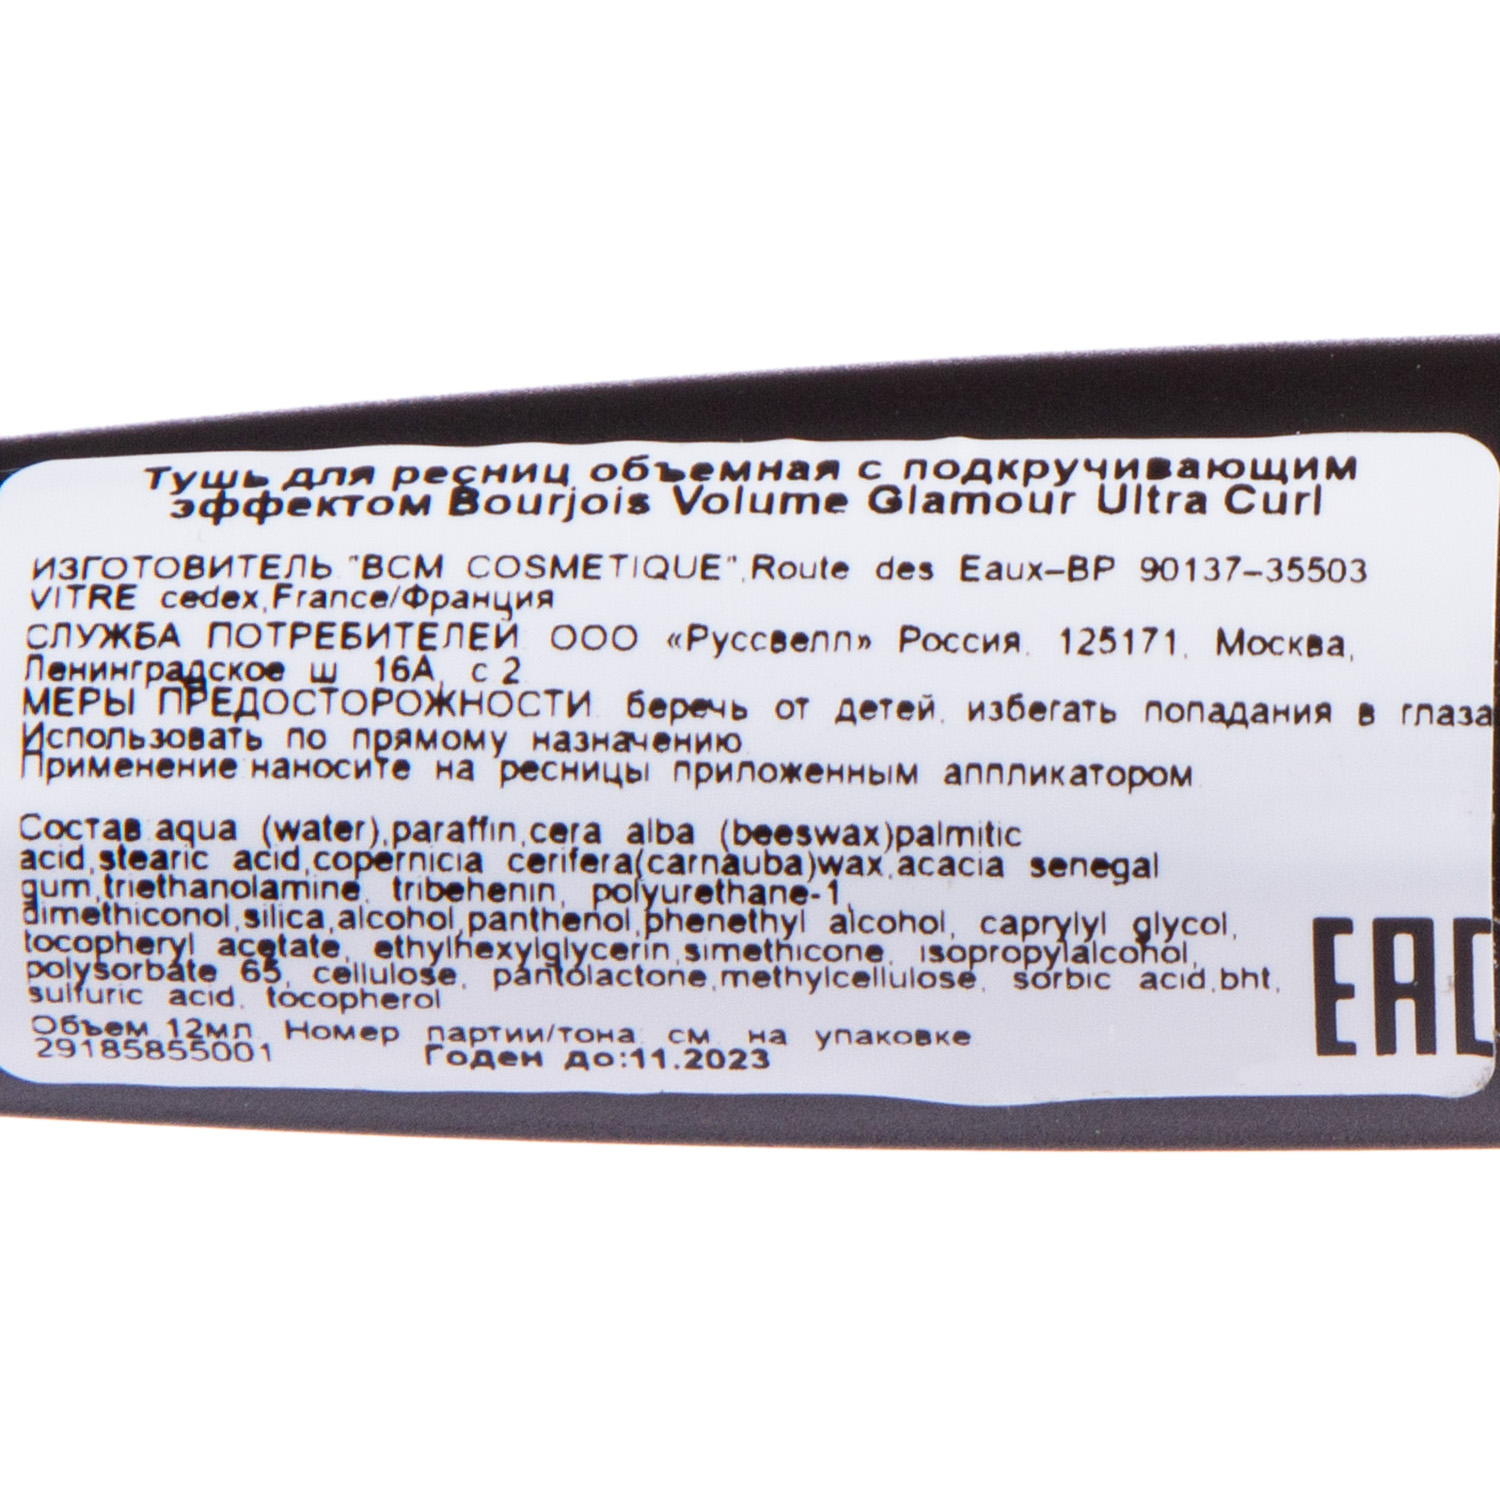 Тушь для ресниц объемная с подкручивающим
эффектом Bourjois Volume Glamour Ultra Curl
ИЗГОТОВИТЕЛЬ "BCM COSMETIQUE",Route des Eaux-BP 90137-35503
VITRE cedex,France/Франция
СЛУЖБА ПОТРЕБИТЕЛЕЙ ООО «Руссвелл» Россия, 125171, Москва,
Ленинградское ш 16А, с 2
МЕРЫ ПРЕДОСТОРОЖНОСТИ: беречь от детей, избегать попадания в глаза
Использовать по прямому назначению
Применение:наносите на ресницы приложенным апппликатором
Состав:aqua (water),paraffin,cera alba (beeswax)palmitic
acid,stearic acid,copernicia cerifera(carnauba)wax,acacia senegal
gum,triethanolamine, tribehenin, polyurethane-1,
dimethiconol,silica,alcohol,panthenol,phenethyl alcohol, caprylyl glycol,
tocopheryl acetate, ethylhexylglycerin,simethicone, isopropylalcohol,
polysorbate 65, cellulose, pantolactone,methylcellulose, sorbic acid,bht,
sulfuric acid, tocopherol
Объем 12мл. Номер партии/тона см. на упаковке
29185855001 Годен до:11.2023
EAC